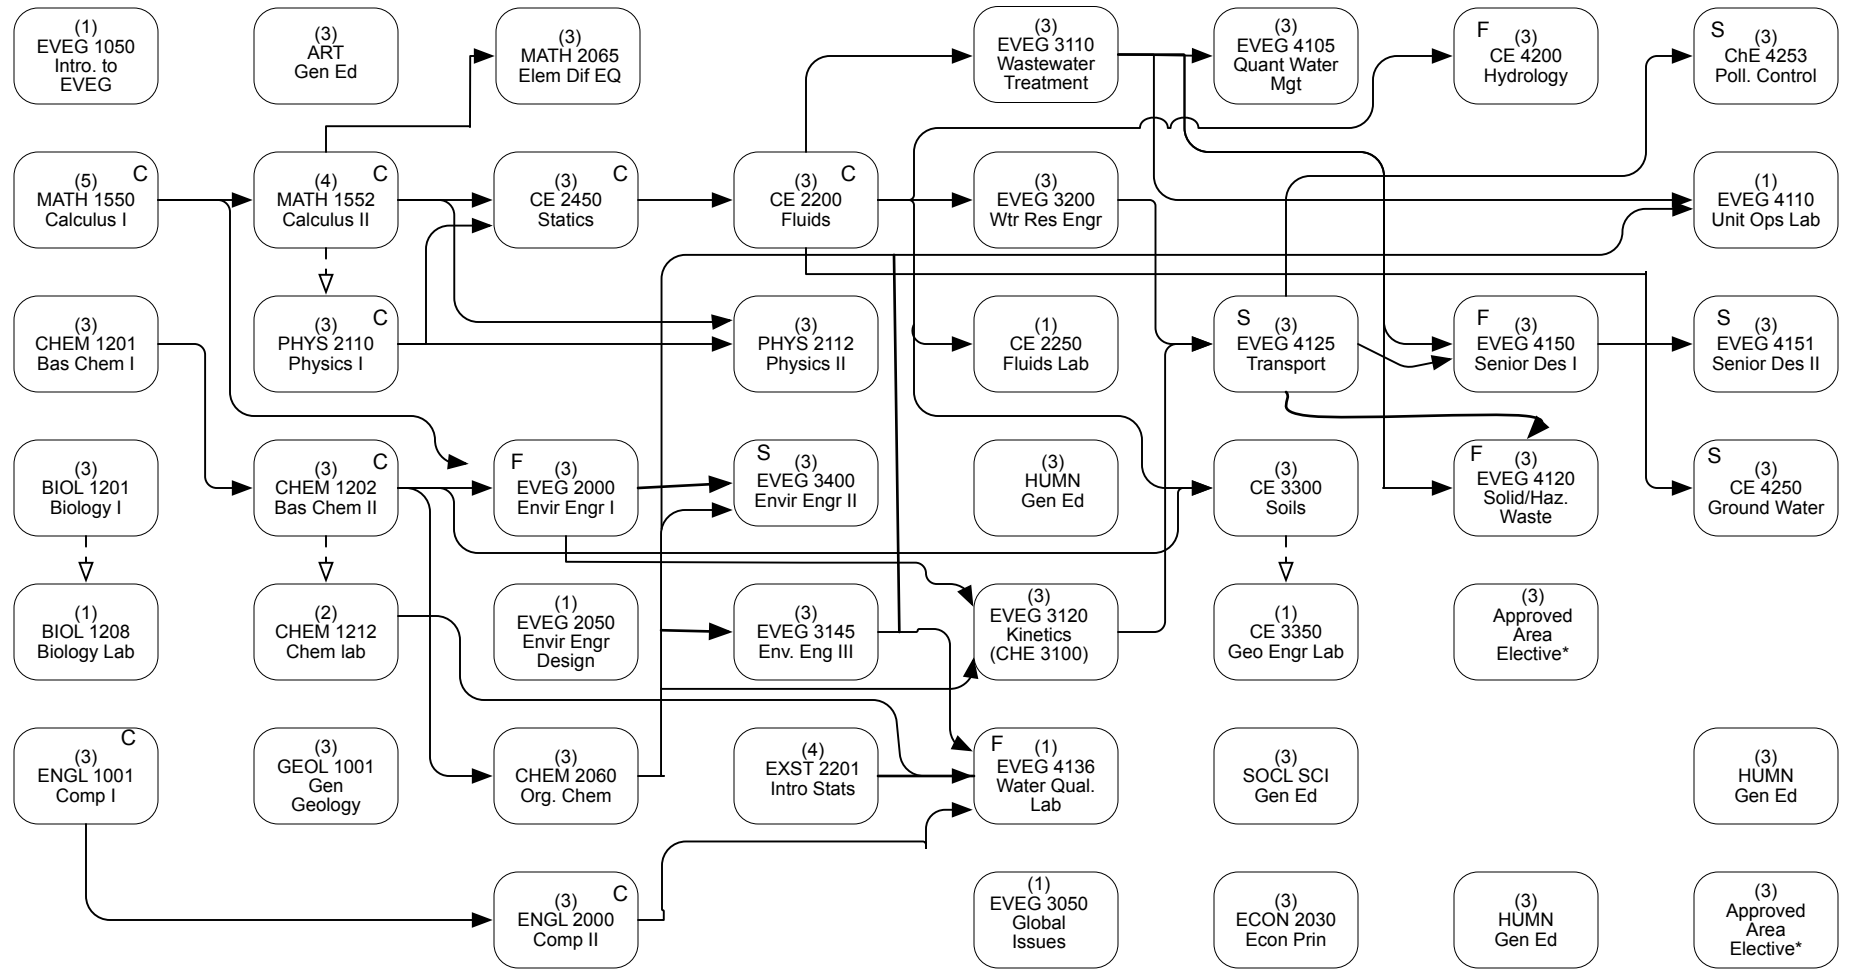 (1)
EVEG 1050
Intro. to
EVEG
(3)
ART
Gen Ed
(3)
MATH 2065
Elem Dif EQ
(3)
EVEG 3110
Wastewater
Treatment
(3)
EVEG 4105
Quant Water
Mgt
F (3)
CE 4200
Hydrology
S (3)
ChE 4253
Poll. Control
(5)
MATH 1550
Calculus I
C
(4)
MATH 1552
Calculus II
C
(3)
CE 2450
Statics
C
(3)
CE 2200
Fluids
C
(3)
EVEG 3200
Wtr Res Engr
(1)
EVEG 4110
Unit Ops Lab
(3)
CHEM 1201
Bas Chem I
C
(3)
PHYS 2110
Physics I
(3)
PHYS 2112
Physics II
(1)
CE 2250
Fluids Lab
S (3)
EVEG 4125
Transport
F (3)
EVEG 4150
Senior Des I
S (3)
EVEG 4151
Senior Des II
(3)
BIOL 1201
Biology I
C
(3)
CHEM 1202
Bas Chem II
F (3)
EVEG 2000
Envir Engr I
S (3)
EVEG 3400
Envir Engr II
(3)
HUMN
Gen Ed
(3)
CE 3300
Soils
F (3)
EVEG 4120
Solid/Haz.
Waste
S (3)
CE 4250
Ground Water
(1)
BIOL 1208
Biology Lab
(2)
CHEM 1212
Chem lab
(1)
EVEG 2050
Envir Engr
Design
(3)
EVEG 3145
Env. Eng III
(3)
EVEG 3120
Kinetics
(CHE 3100)
(1)
CE 3350
Geo Engr Lab
(3)
Approved
Area
Elective*
C
(3)
ENGL 1001
Comp I
(3)
GEOL 1001
Gen
Geology
(3)
CHEM 2060
Org. Chem
(4)
EXST 2201
Intro Stats
F (1)
EVEG 4136
Water Qual.
Lab
(3)
SOCL SCI
Gen Ed
(3)
HUMN
Gen Ed
C
(3)
ENGL 2000
Comp II
(1)
EVEG 3050
Global
Issues
(3)
ECON 2030
Econ Prin
(3)
HUMN
Gen Ed
(3)
Approved
Area
Elective*